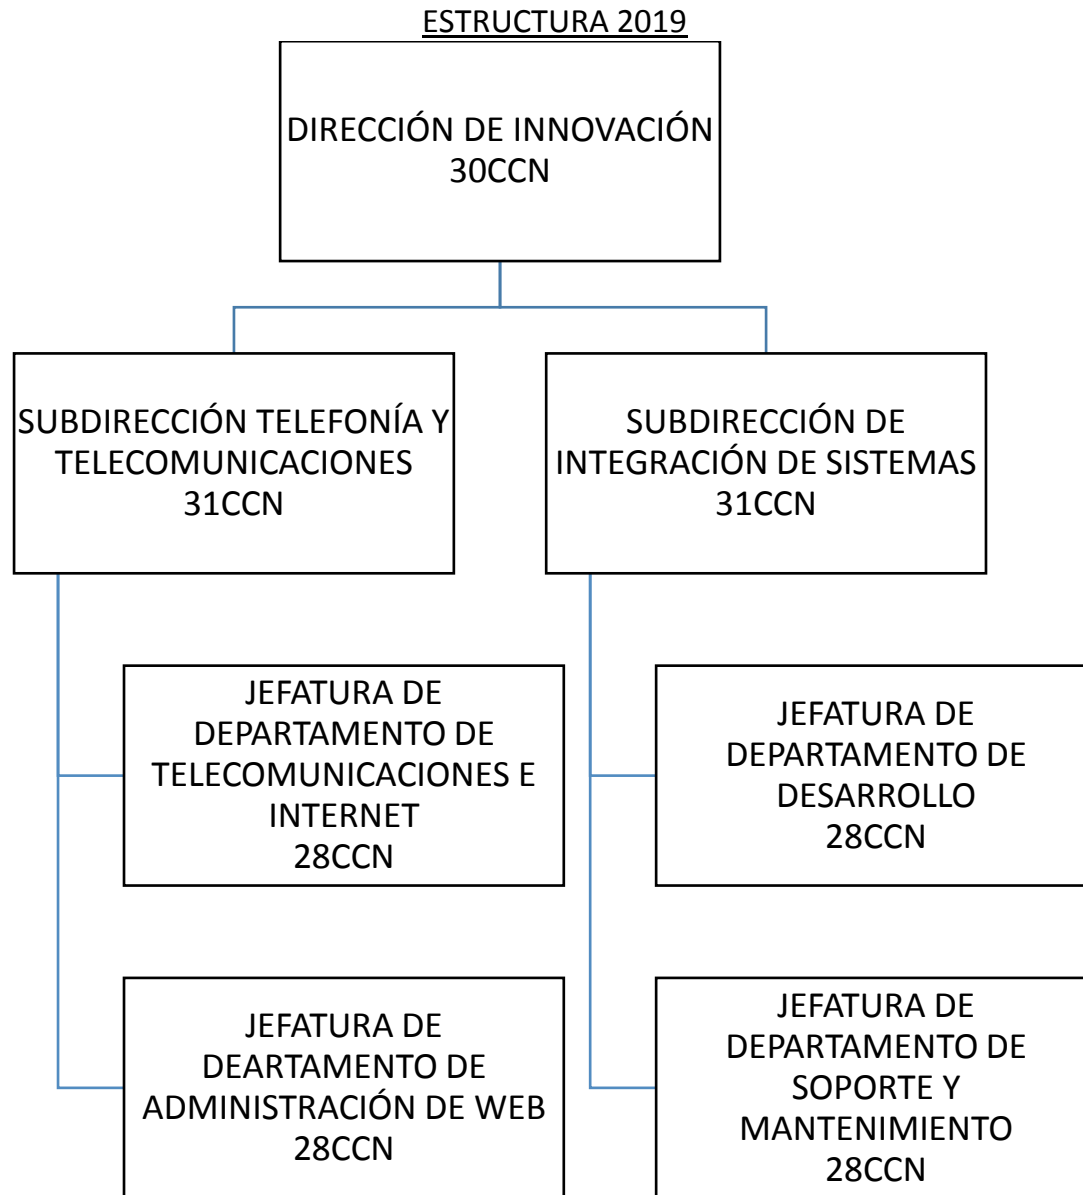 ESTRUCTURA 2019
DIRECCIÓN DE INNOVACIÓN
30CCN
SUBDIRECCIÓN TELEFONÍA Y
TELECOMUNICACIONES
31CCN
SUBDIRECCIÓN DE
INTEGRACIÓN DE SISTEMAS
31CCN
JEFATURA DE
DEPARTAMENTO DE
TELECOMUNICACIONES E
INTERNET
28CCN
JEFATURA DE
DEPARTAMENTO DE
DESARROLLO
28CCN
JEFATURA DE
DEARTAMENTO DE
ADMINISTRACIÓN DE WEB
28CCN
JEFATURA DE
DEPARTAMENTO DE
SOPORTE Y
MANTENIMIENTO
28CCN